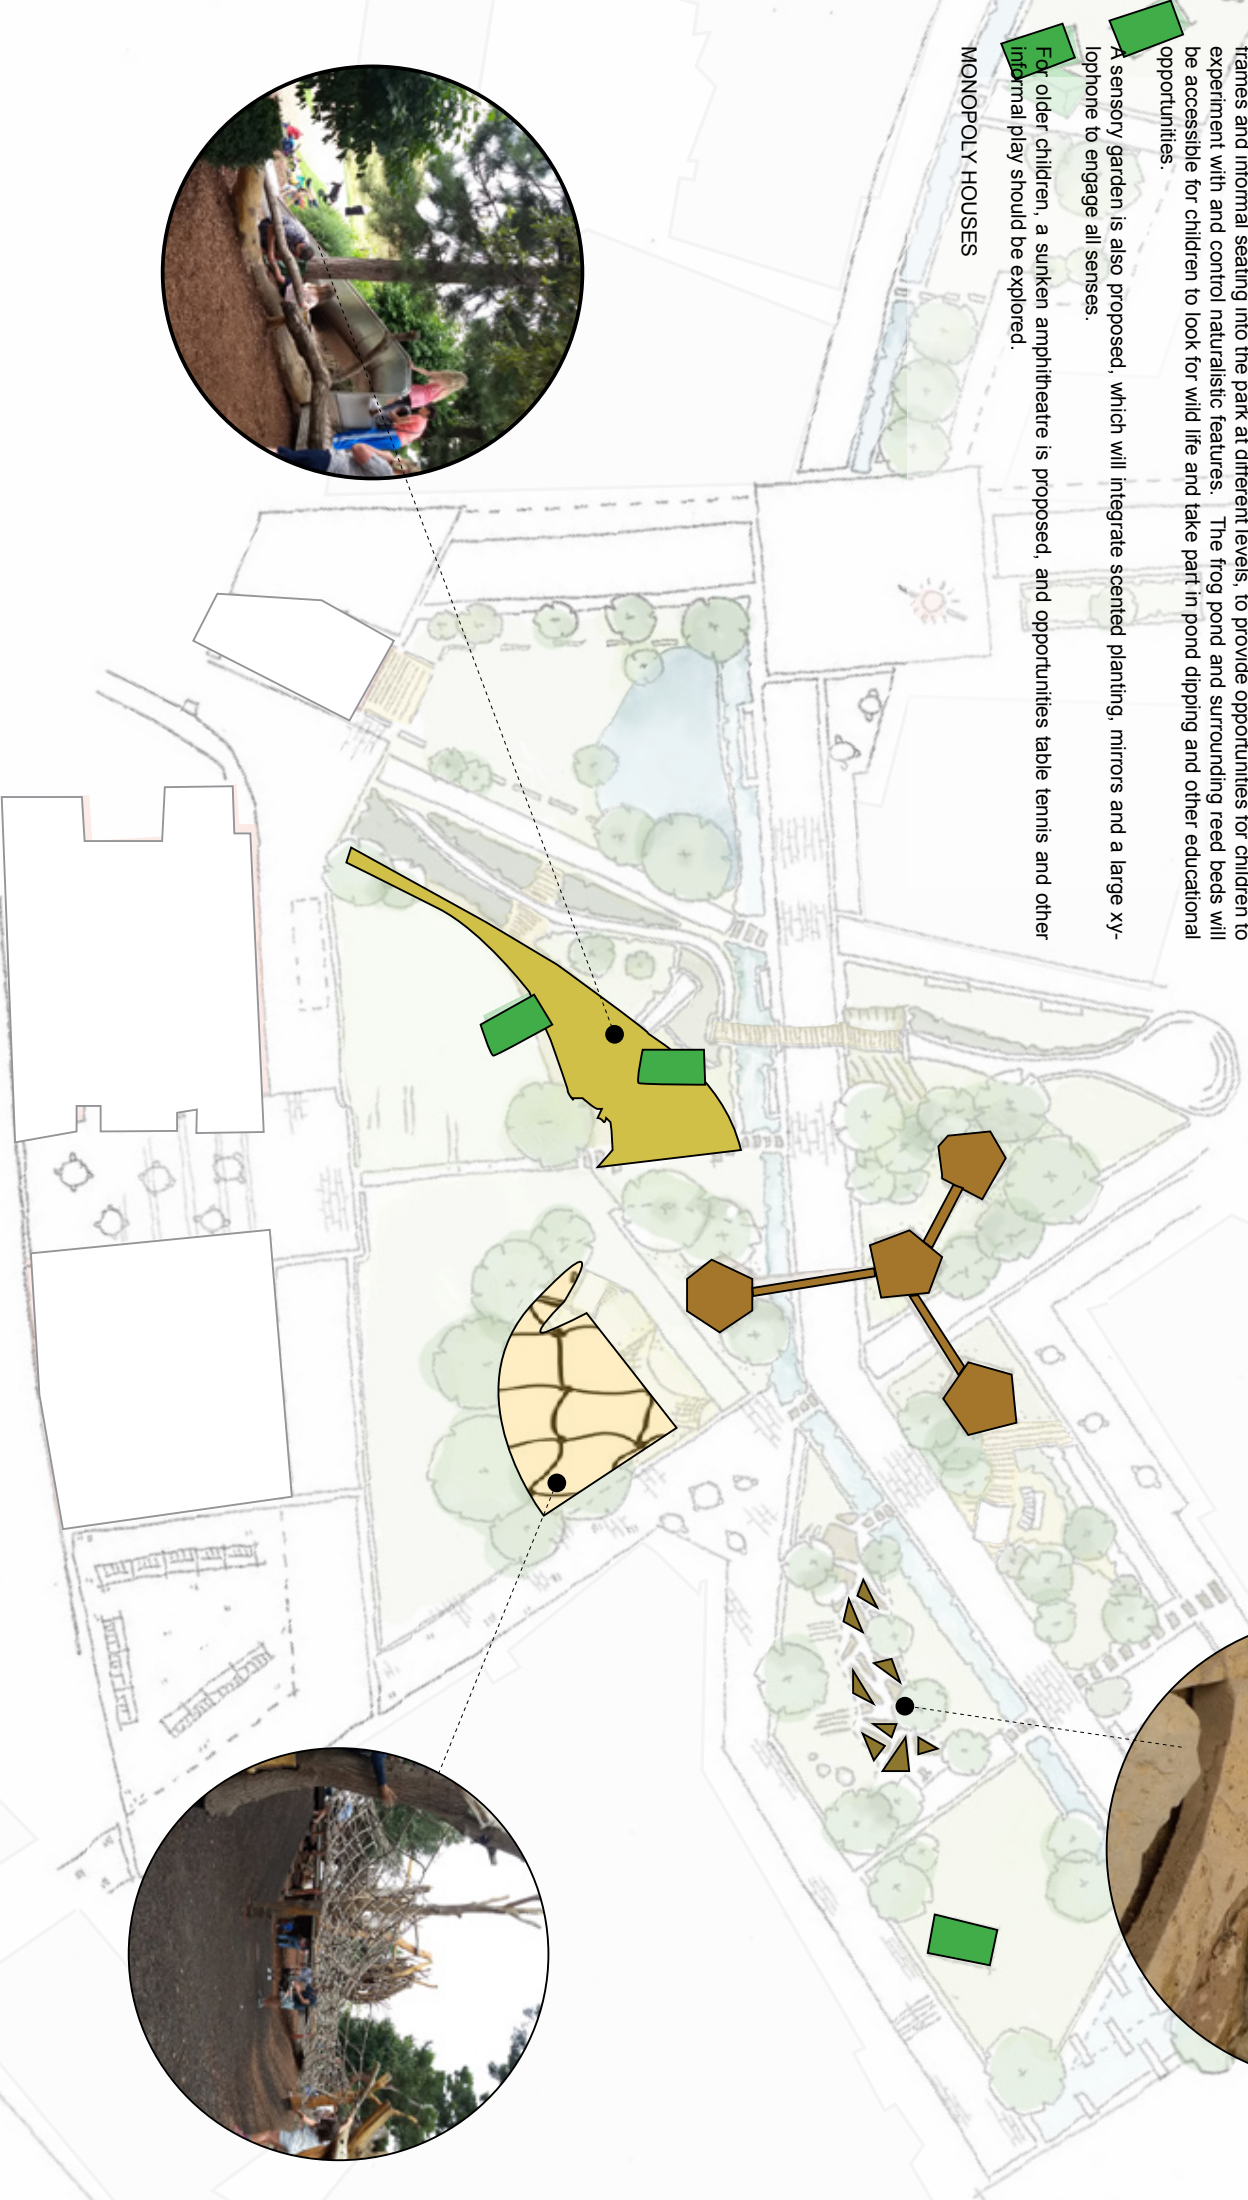 frames and informal seating into the park at different levels, to provide opportunities for children to
experiment with and control naturalistic features. The frog pond and surrounding reed beds will
be accessible for children to look for wild life and take part in pond dipping and other educational
opportunities.
A sensory garden is also proposed, which will integrate scented planting, mirrors and a large xy-
lophone to engage all senses.
For older children, a sunken amphitheatre is proposed, and opportunities table tennis and other
informal play should be explored.
MONOPOLY HOUSES